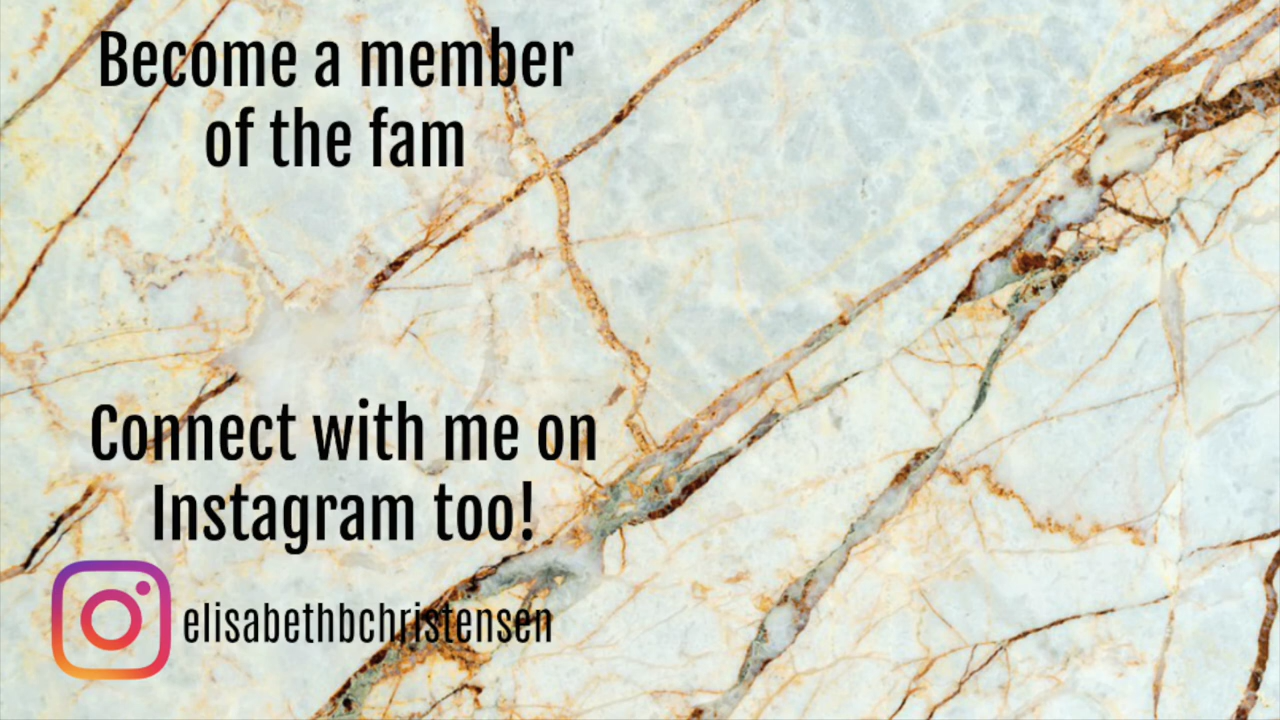 Become a member
of the fam
Connect with me on
Instagram too!
elisabethbchristensen